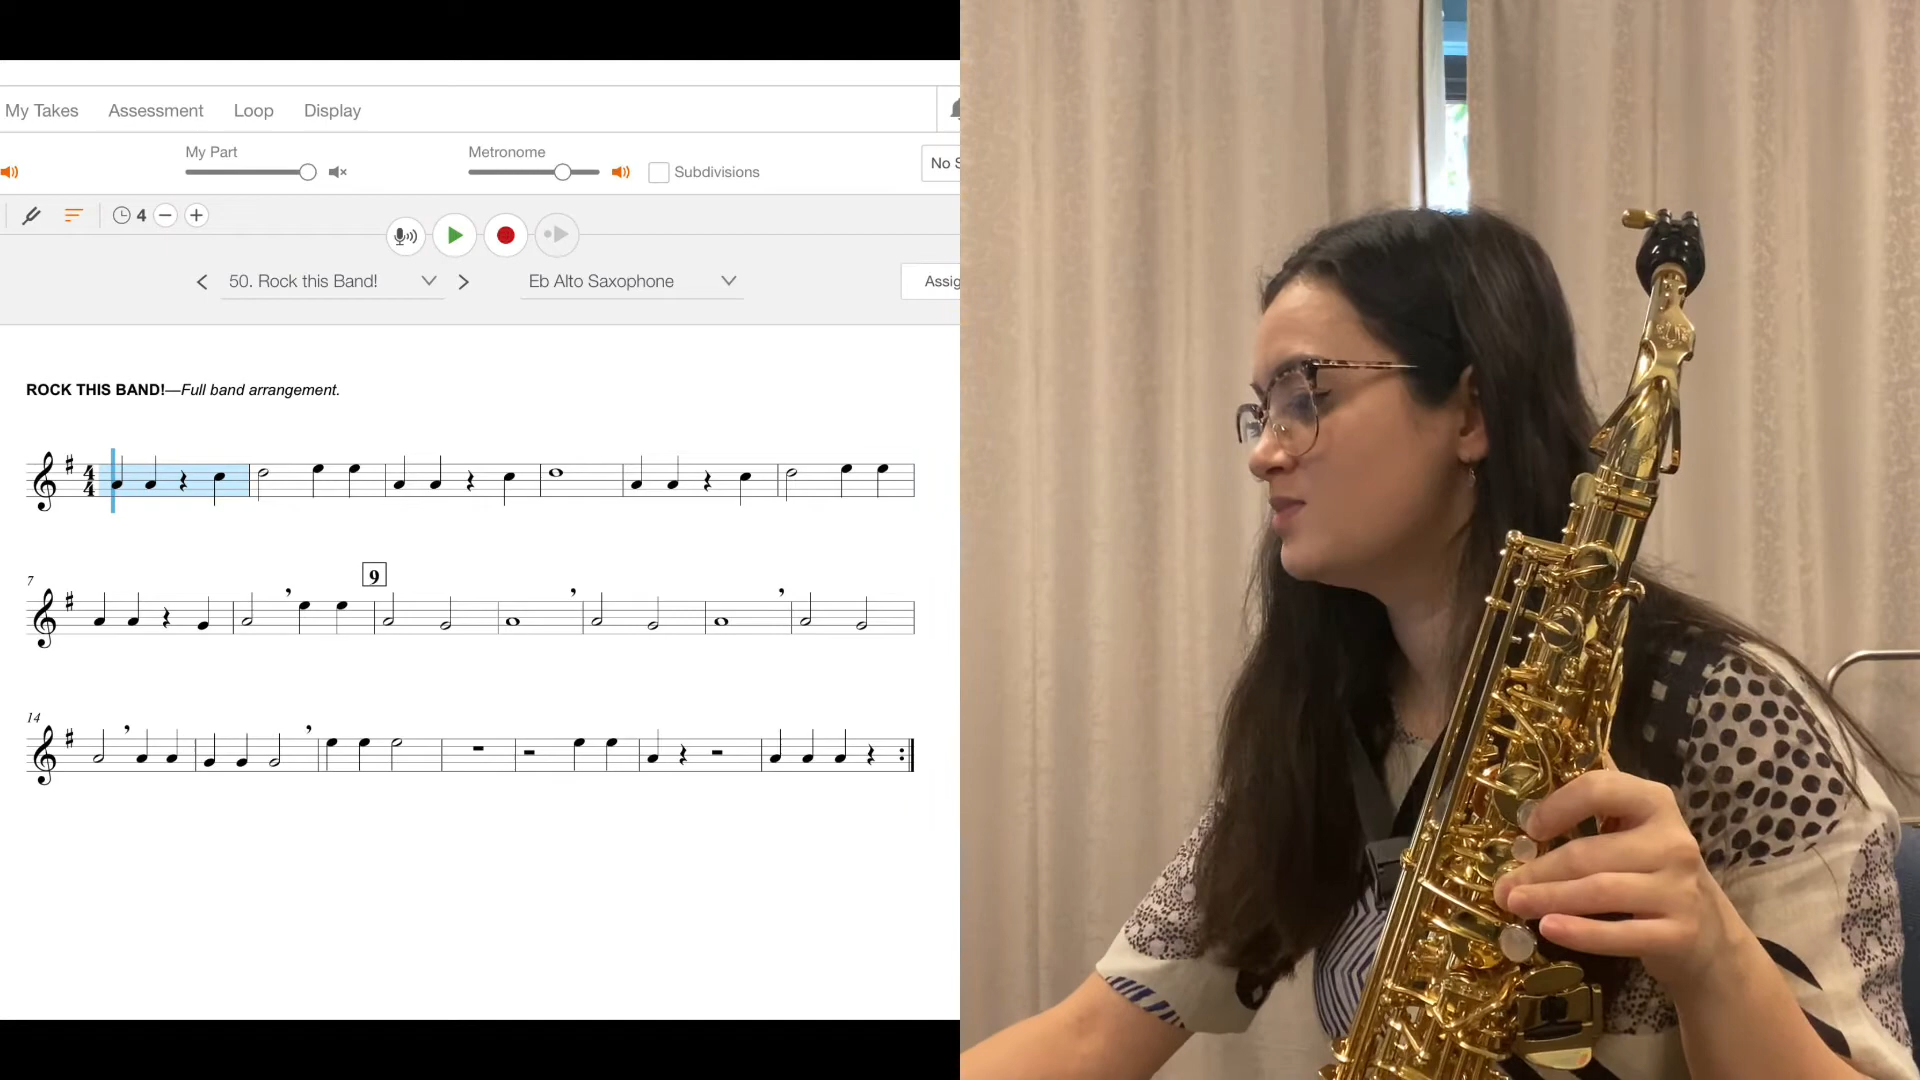 My Takes Assessment Loop Display
My Part Metronome
Subdivisions No S
4
50. Rock this Band! Eb Alto Saxophone Assig
ROCK THIS BAND!—Full band arrangement.
4
4
7 9
14